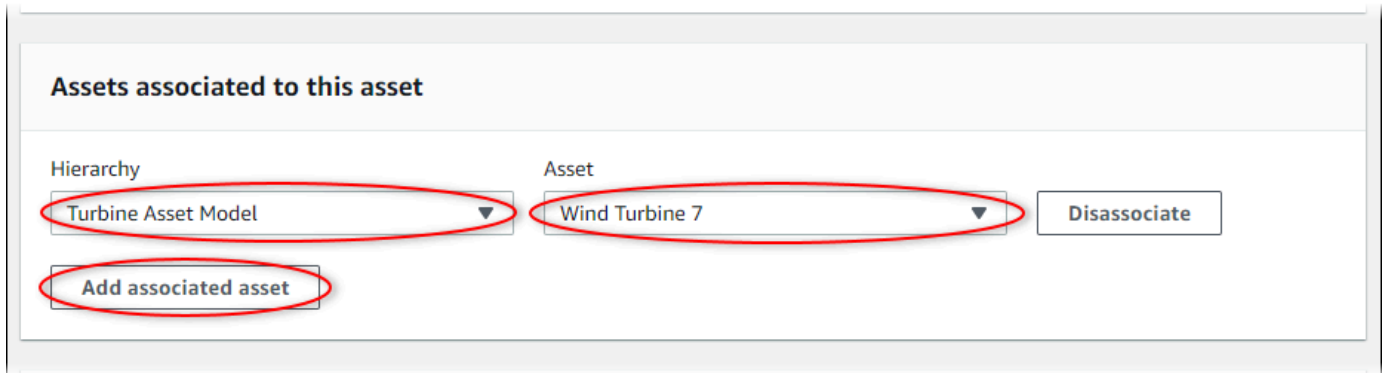 Assets associated to this asset
Hierarchy
Asset
Turbine Asset Model
Wind Turbine 7
Disassociate
Add associated asset